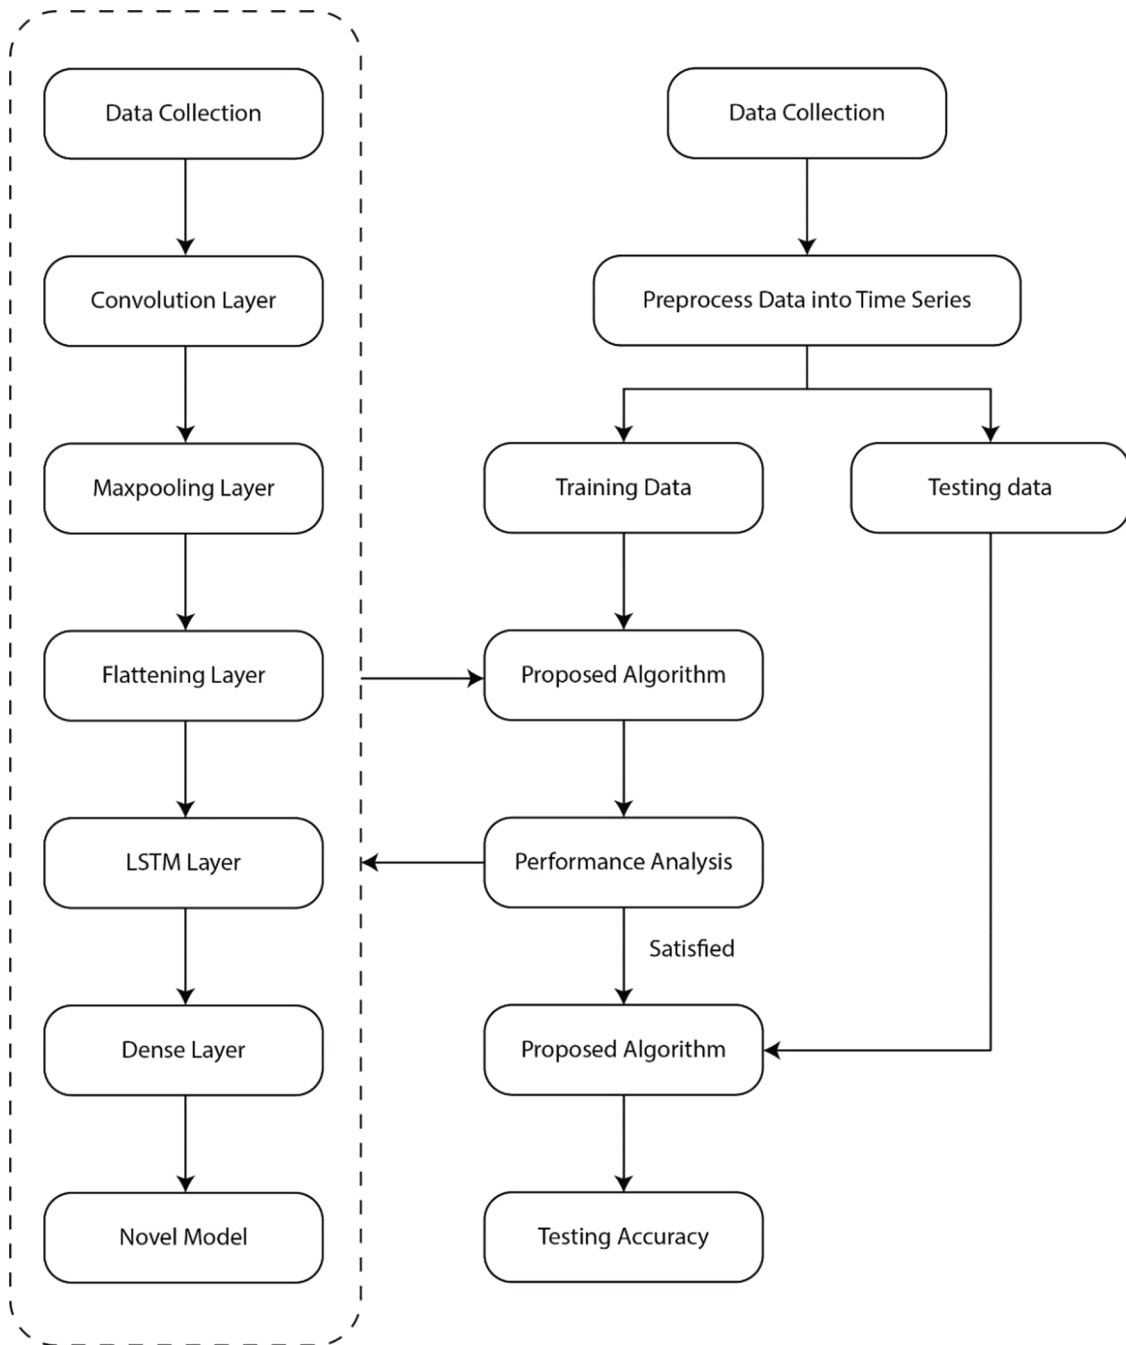 Data Collection
Convolution Layer
Maxpooling Layer
Flattening Layer
LSTM Layer
Dense Layer
Novel Model
Data Collection
Preprocess Data into Time Series
Training Data
Testing data
Proposed Algorithm
Performance Analysis
Satisfied
Proposed Algorithm
Testing Accuracy